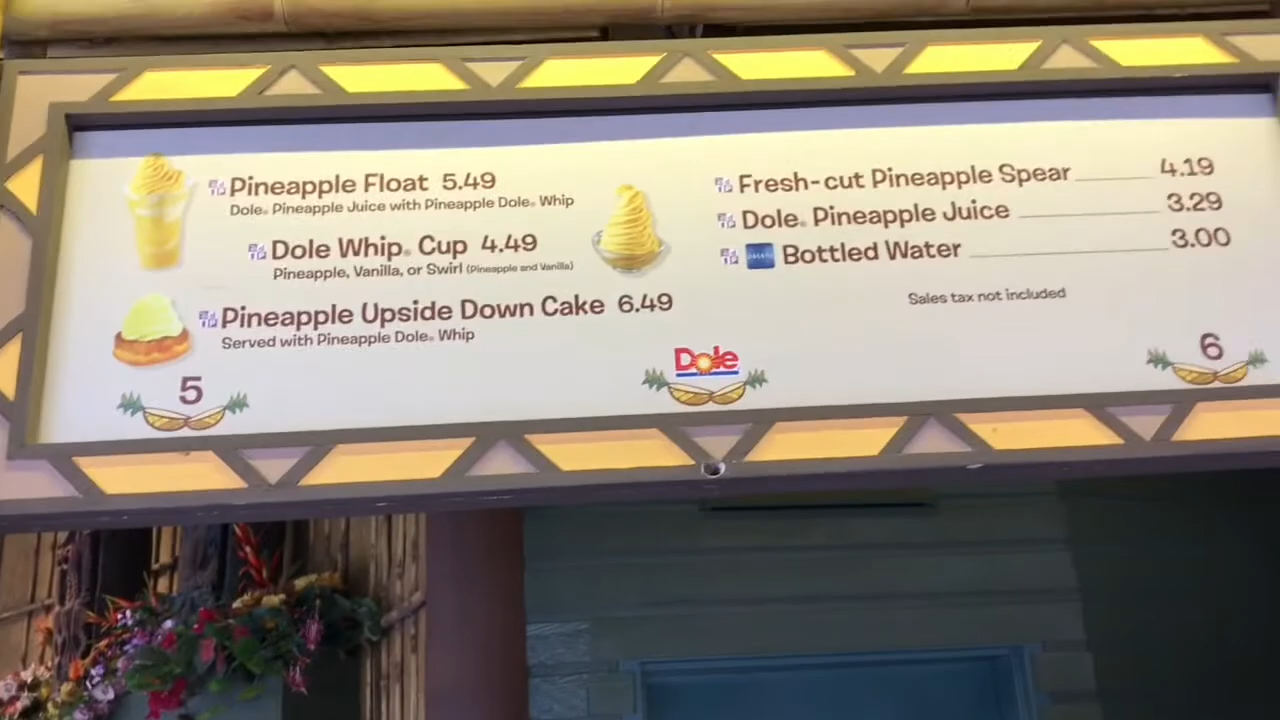 Pineapple Float 5.49
Dole® Pineapple Juice with Pineapple Dole® Whip
Dole Whip® Cup 4.49
Pineapple, Vanilla, or Swirl (Pineapple and Vanilla)
Pineapple Upside Down Cake 6.49
Served with Pineapple Dole® Whip
5
Dole
Fresh-cut Pineapple Spear 4.19
Dole® Pineapple Juice 3.29
Bottled Water 3.00
Sales tax not included
6